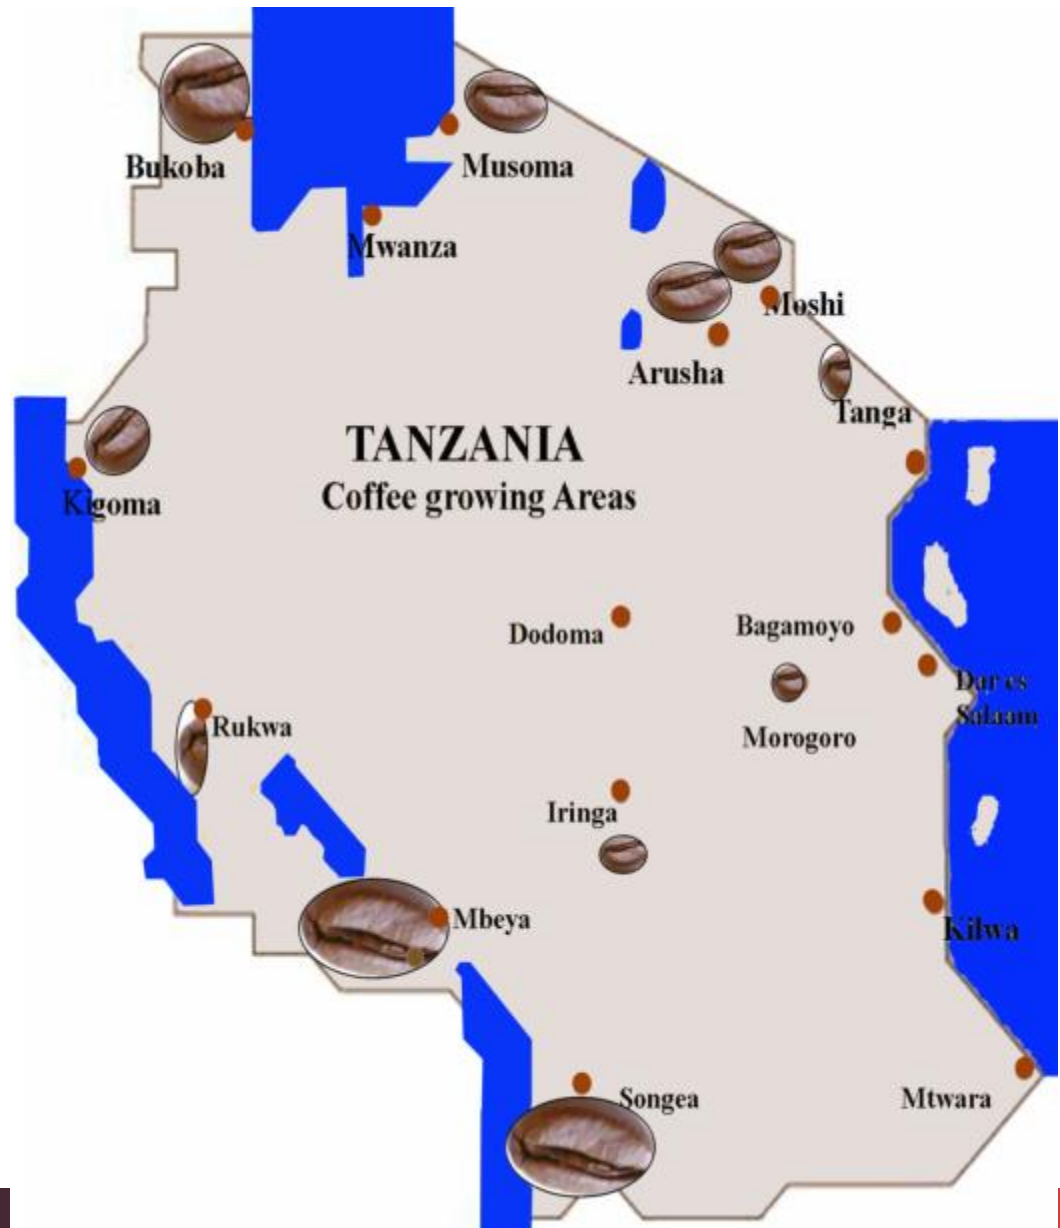 Bukoba
Musoma
Mwanza
Moshi
Arusha
Tanga
TANZANIA
Coffee growing Areas
Kigoma
Dodoma
Bagamoyo
Dar es
Salaam
Rukwa
Morogoro
Iringa
Mbeya
Kilwa
Songea
Mtwara